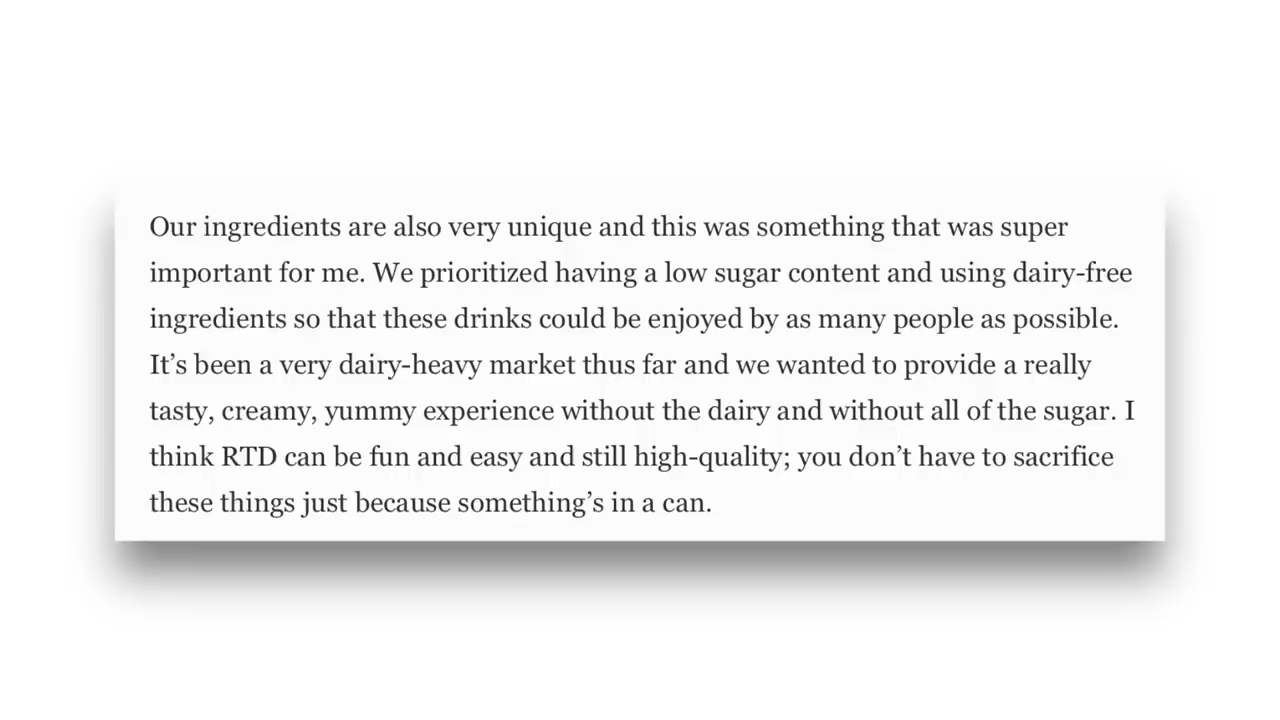 Our ingredients are also very unique and this was something that was super
important for me. We prioritized having a low sugar content and using dairy-free
ingredients so that these drinks could be enjoyed by as many people as possible.
It’s been a very dairy-heavy market thus far and we wanted to provide a really
tasty, creamy, yummy experience without the dairy and without all of the sugar. I
think RTD can be fun and easy and still high-quality; you don’t have to sacrifice
these things just because something’s in a can.